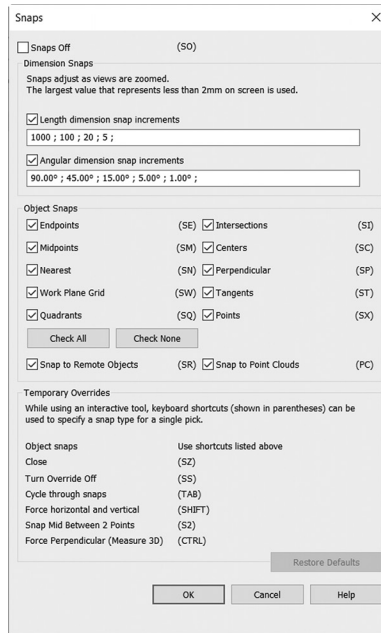 Snaps
Snaps Off (SO)
Dimension Snaps
Snaps adjust as views are zoomed.
The largest value that represents less than 2mm on screen is used.
Length dimension snap increments
1000 ; 100 ; 20 ; 5 ;
Angular dimension snap increments
90.00° ; 45.00° ; 15.00° ; 5.00° ; 1.00° ;
Object Snaps
Endpoints (SE) Intersections (SI)
Midpoints (SM) Centers (SC)
Nearest (SN) Perpendicular (SP)
Work Plane Grid (SW) Tangents (ST)
Quadrants (SQ) Points (SX)
Check All Check None
Snap to Remote Objects (SR) Snap to Point Clouds (PC)
Temporary Overrides
While using an interactive tool, keyboard shortcuts (shown in parentheses) can be
used to specify a snap type for a single pick.
Object snaps Use shortcuts listed above
Close (SZ)
Turn Override Off (SS)
Cycle through snaps (TAB)
Force horizontal and vertical (SHIFT)
Snap Mid Between 2 Points (S2)
Force Perpendicular (Measure 3D) (CTRL)
Restore Defaults
OK Cancel Help